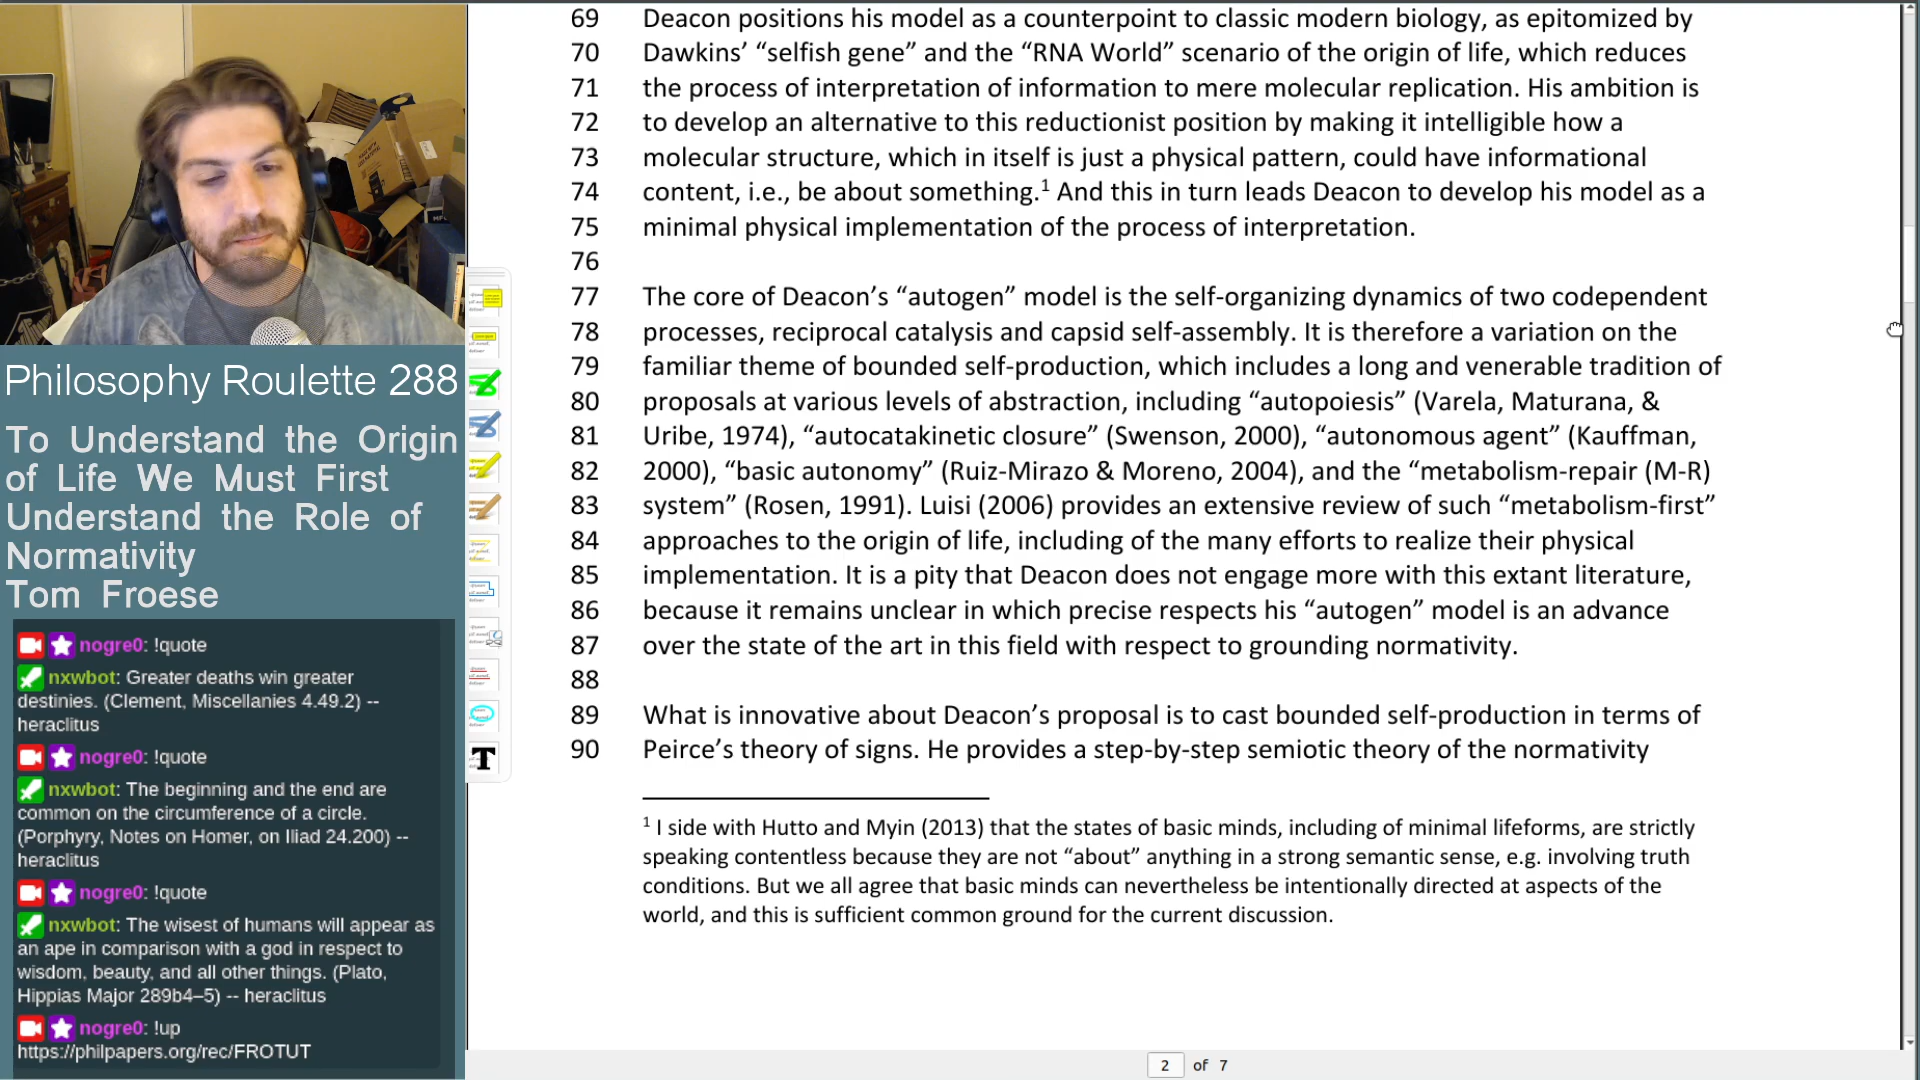 69 Deacon positions his model as a counterpoint to classic modern biology, as epitomized by
70 Dawkins’ “selfish gene” and the “RNA World” scenario of the origin of life, which reduces
71 the process of interpretation of information to mere molecular replication. His ambition is
72 to develop an alternative to this reductionist position by making it intelligible how a
73 molecular structure, which in itself is just a physical pattern, could have informational
74 content, i.e., be about something.¹ And this in turn leads Deacon to develop his model as a
75 minimal physical implementation of the process of interpretation.
76
77 The core of Deacon’s “autogen” model is the self-organizing dynamics of two codependent
78 processes, reciprocal catalysis and capsid self-assembly. It is therefore a variation on the
79 familiar theme of bounded self-production, which includes a long and venerable tradition of
80 proposals at various levels of abstraction, including “autopoiesis” (Varela, Maturana, &
81 Uribe, 1974), “autocatakinetic closure” (Swenson, 2000), “autonomous agent” (Kauffman,
82 2000), “basic autonomy” (Ruiz-Mirazo & Moreno, 2004), and the “metabolism-repair (M-R)
83 system” (Rosen, 1991). Luisi (2006) provides an extensive review of such “metabolism-first”
84 approaches to the origin of life, including of the many efforts to realize their physical
85 implementation. It is a pity that Deacon does not engage more with this extant literature,
86 because it remains unclear in which precise respects his “autogen” model is an advance
87 over the state of the art in this field with respect to grounding normativity.
88
89 What is innovative about Deacon’s proposal is to cast bounded self-production in terms of
90 Peirce’s theory of signs. He provides a step-by-step semiotic theory of the normativity
¹ I side with Hutto and Myin (2013) that the states of basic minds, including of minimal lifeforms, are strictly
speaking contentless because they are not “about” anything in a strong semantic sense, e.g. involving truth
conditions. But we all agree that basic minds can nevertheless be intentionally directed at aspects of the
world, and this is sufficient common ground for the current discussion.
2 of 7
T
Philosophy Roulette 288
To Understand the Origin
of Life We Must First
Understand the Role of
Normativity
Tom Froese
nogre0: !quote
nxwbot: Greater deaths win greater
destinies. (Clement, Miscellanies 4.49.2) --
heraclitus
nogre0: !quote
nxwbot: The beginning and the end are
common on the circumference of a circle.
(Porphyry, Notes on Homer, on Iliad 24.200) --
heraclitus
nogre0: !quote
nxwbot: The wisest of humans will appear as
an ape in comparison with a god in respect to
wisdom, beauty, and all other things. (Plato,
Hippias Major 289b4–5) -- heraclitus
nogre0: !up
https://philpapers.org/rec/FROTUT